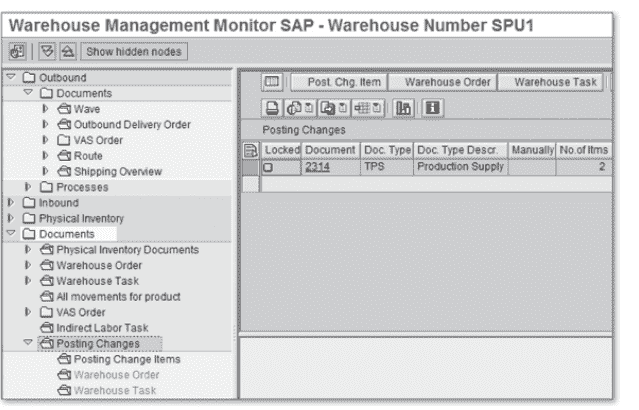 Warehouse Management Monitor SAP - Warehouse Number SPU1
Show hidden nodes
Outbound
Documents
Wave
Outbound Delivery Order
VAS Order
Route
Shipping Overview
Processes
Inbound
Physical Inventory
Documents
Physical Inventory Documents
Warehouse Order
Warehouse Task
All movements for product
VAS Order
Indirect Labor Task
Posting Changes
Posting Change Items
Warehouse Order
Warehouse Task
Post. Chg. Item Warehouse Order Warehouse Task
Posting Changes
Locked Document Doc. Type Doc. Type Descr. Manually No.of Itms
2314 TPS Production Supply 2